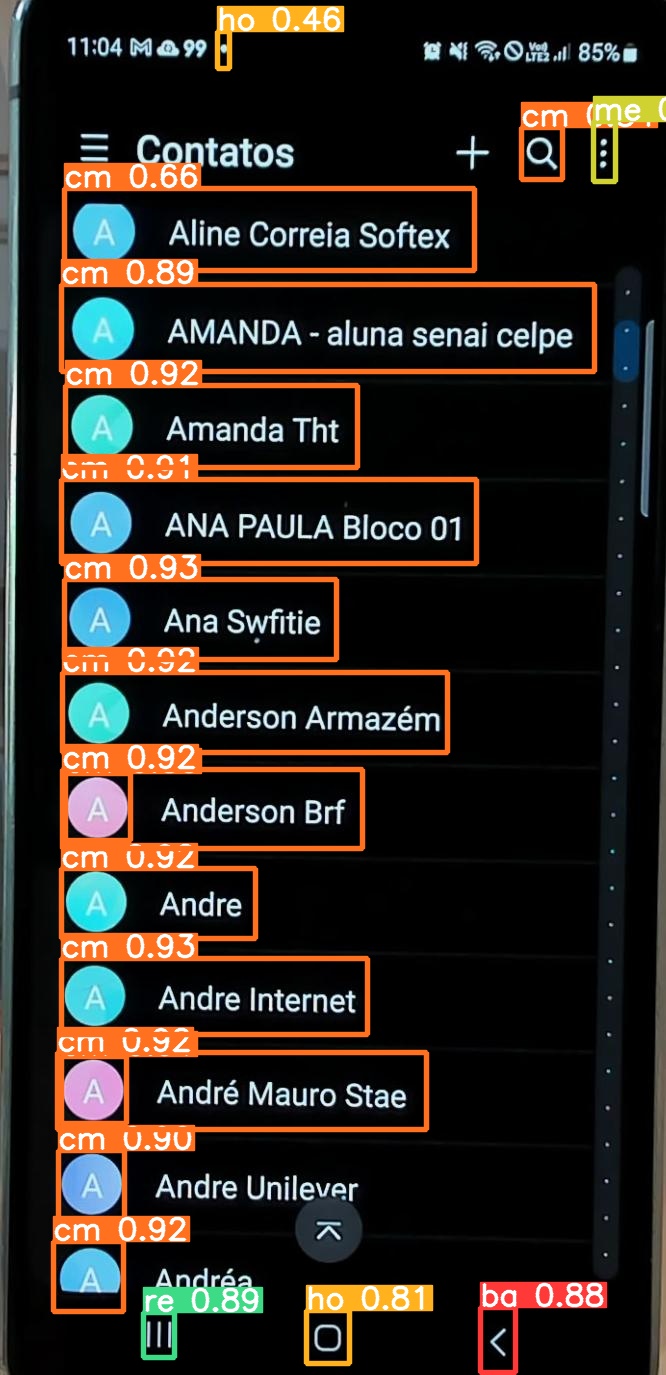 ho 0.46
11:04 99 85%
cm me
Contatos
cm 0.66
A Aline Correia Softex
cm 0.89
A AMANDA - aluna senai celpe
cm 0.92
A Amanda Tht
cm 0.91
A ANA PAULA Bloco 01
cm 0.93
A Ana Swfitie
cm 0.92
A Anderson Armazém
cm 0.92
A Anderson Brf
cm 0.92
A Andre
cm 0.93
A Andre Internet
cm 0.92
A André Mauro Stae
cm 0.90
A Andre Unilever
cm 0.92
A Andréa
re 0.89 ho 0.81 ba 0.88